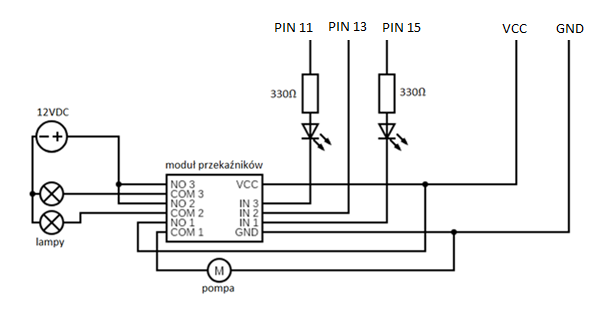 PIN 11 PIN 13 PIN 15 VCC GND
330Ω 330Ω
12VDC
moduł przekaźników
NO 3 VCC
COM 3
NO 2 IN 3
COM 2 IN 2
NO 1 IN 1
COM 1 GND
lampy
M
pompa